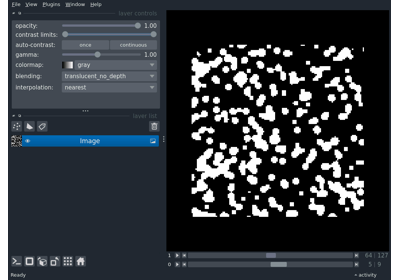 File View Plugins Window Help
layer controls
opacity: 1.00
contrast limits:
auto-contrast: once continuous
gamma: 1.00
colormap: gray
blending: translucent_no_depth
interpolation: nearest
layer list
Image
1 64 127
0 5 9
Ready activity